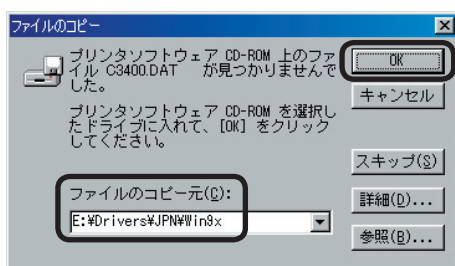 ファイルのコピー
プリンタソフトウェア CD-ROM 上のファ
イル C3400.DAT が見つかりませんで
した。
プリンタソフトウェア CD-ROM を選択し
たドライブに入れて、[OK] をクリック
してください。
OK
キャンセル
スキップ(S)
詳細(D)...
参照(B)...
ファイルのコピー元(C):
E:¥Drivers¥JPN¥Win9x